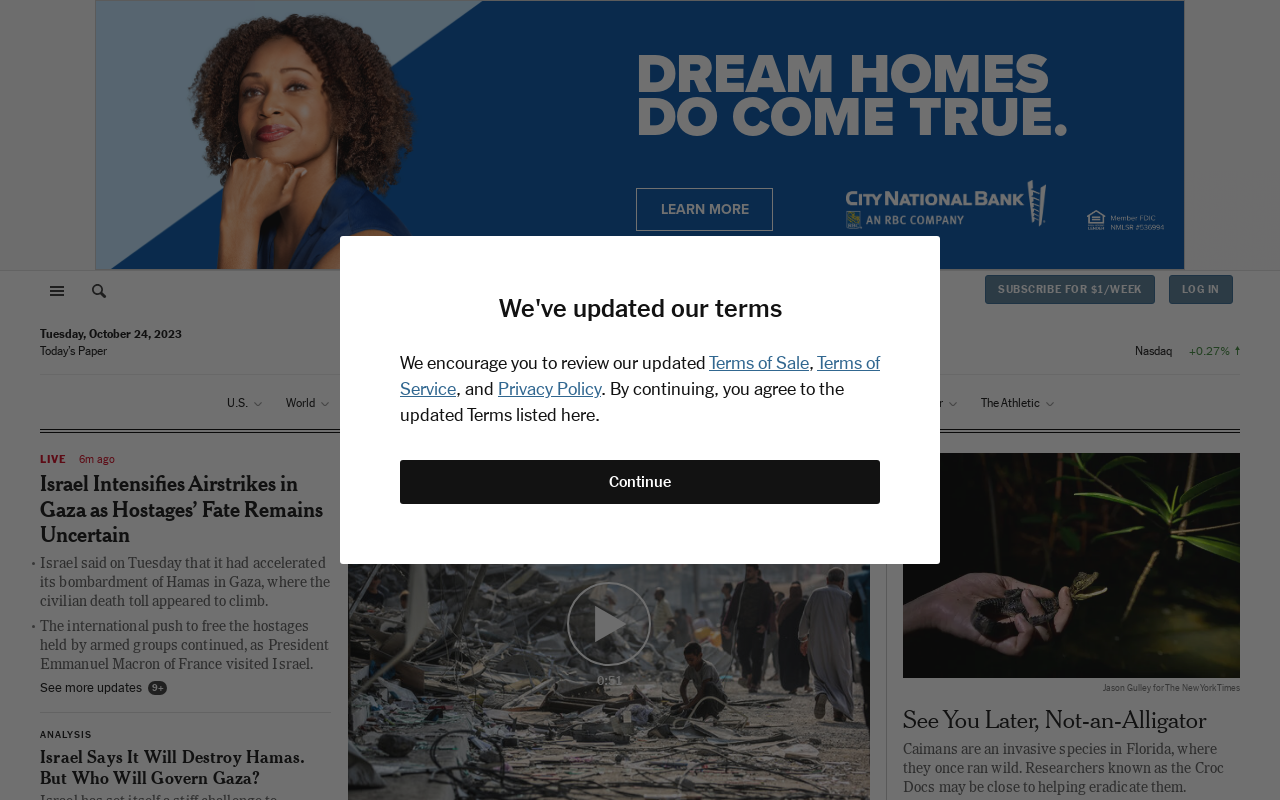 DREAM HOMES
DO COME TRUE.
LEARN MORE
CITY NATIONAL BANK
AN RBC COMPANY
Member FDIC
NMLSR #536994
We've updated our terms
We encourage you to review our updated Terms of Sale, Terms of
Service, and Privacy Policy. By continuing, you agree to the
updated Terms listed here.
Continue
SUBSCRIBE FOR $1/WEEK
LOG IN
Tuesday, October 24, 2023
Today's Paper
Nasdaq +0.27%
U.S.
World
The Athletic
LIVE 6m ago
Israel Intensifies Airstrikes in
Gaza as Hostages’ Fate Remains
Uncertain
• Israel said on Tuesday that it had accelerated
its bombardment of Hamas in Gaza, where the
civilian death toll appeared to climb.
• The international push to free the hostages
held by armed groups continued, as President
Emmanuel Macron of France visited Israel.
See more updates 9+
ANALYSIS
Israel Says It Will Destroy Hamas.
But Who Will Govern Gaza?
Israel has set itself a stiff challenge to
0:51
Jason Gulley for The New York Times
See You Later, Not-an-Alligator
Caimans are an invasive species in Florida, where
they once ran wild. Researchers known as the Croc
Docs may be close to helping eradicate them.